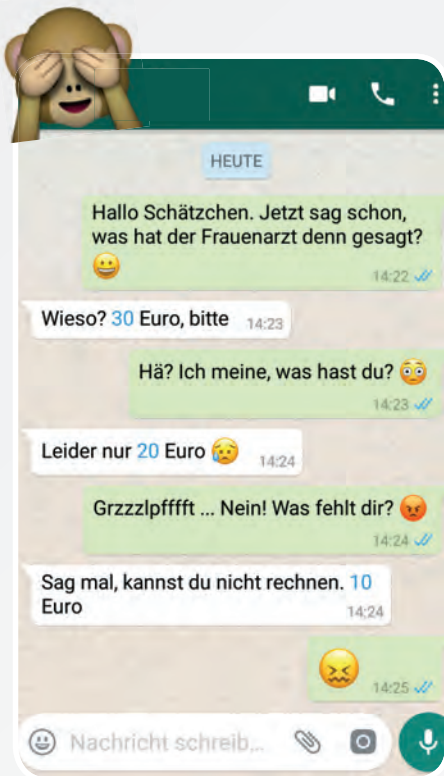 HEUTE
Hallo Schätzchen. Jetzt sag schon,
was hat der Frauenarzt denn gesagt?
14:22
Wieso? 30 Euro, bitte 14:23
Hä? Ich meine, was hast du?
14:23
Leider nur 20 Euro 14:24
Grzzzlpfffft ... Nein! Was fehlt dir?
14:24
Sag mal, kannst du nicht rechnen. 10
Euro 14:24
14:25
Nachricht schreib...